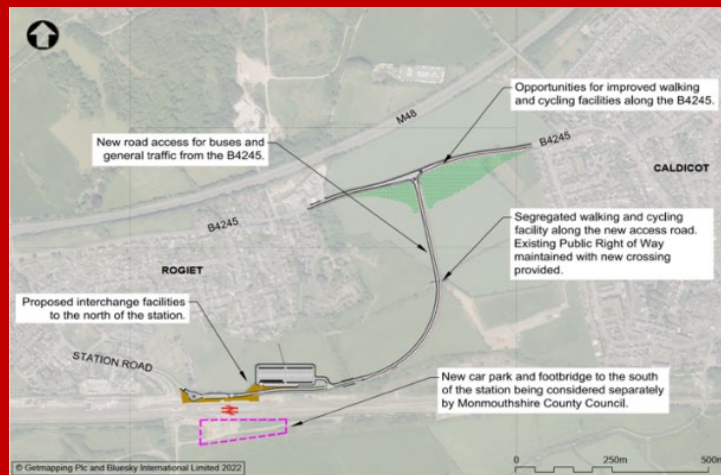 Opportunities for improved walking
and cycling facilities along the B4245.
M48
New road access for buses and
general traffic from the B4245.
B4245
CALDICOT
B4245
Segregated walking and cycling
facility along the new access road.
Existing Public Right of Way
maintained with new crossing
provided.
ROGIET
Proposed interchange facilities
to the north of the station.
STATION ROAD
New car park and footbridge to the south
of the station being considered separately
by Monmouthshire County Council.
0 250m 500m
© Getmapping Plc and Bluesky International Limited 2022